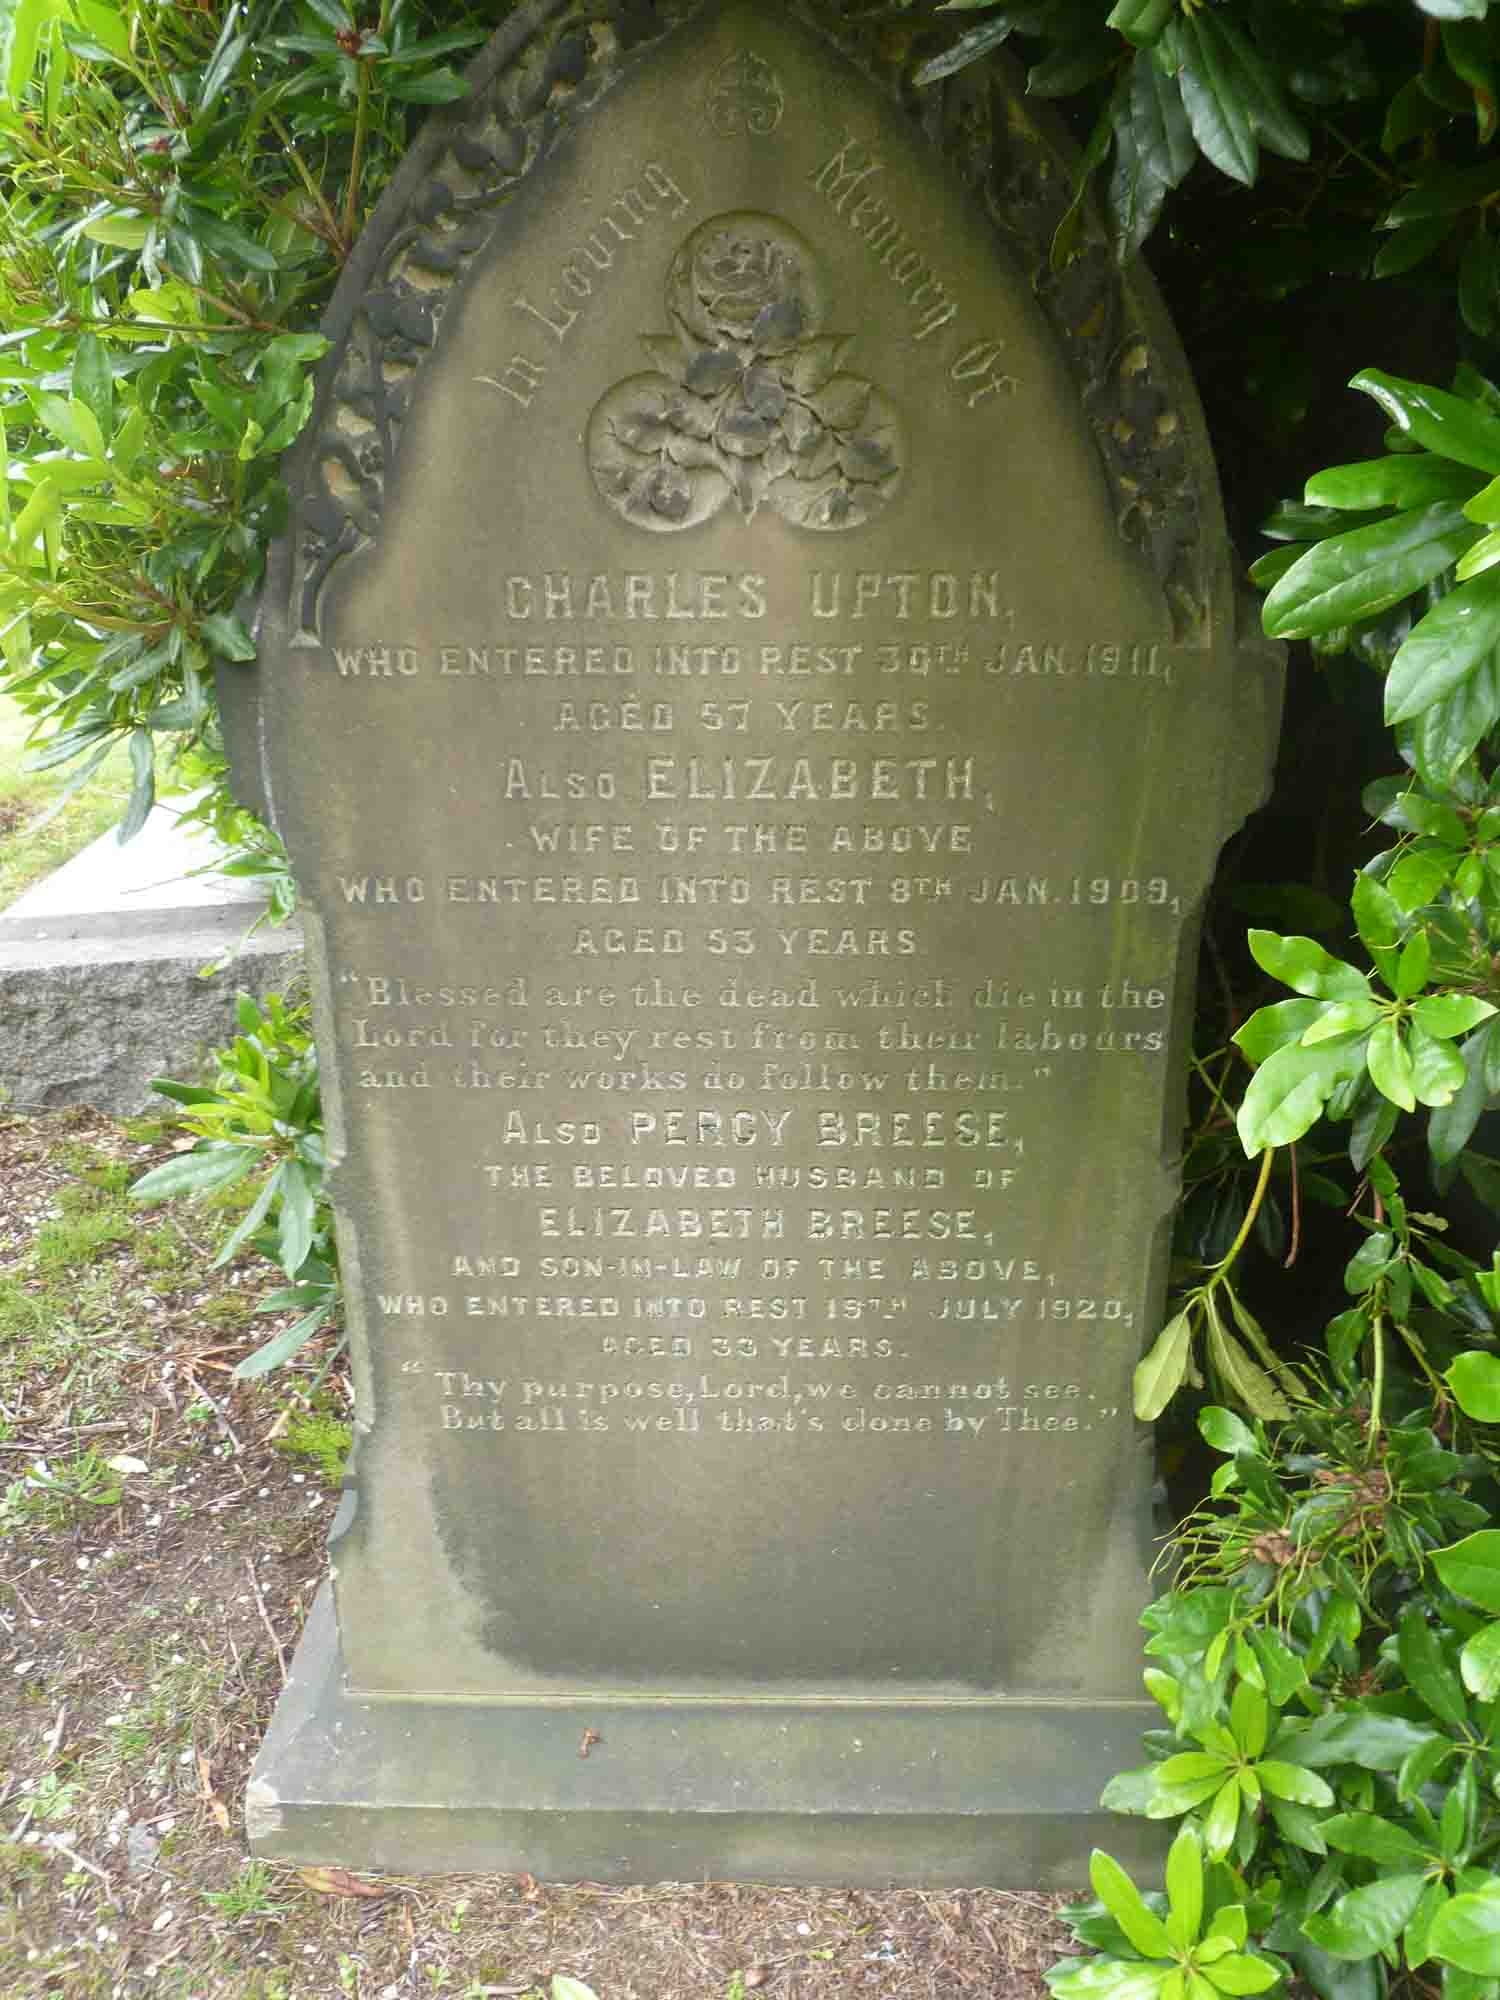 In Loving Memory Of
CHARLES UPTON,
WHO ENTERED INTO REST 30TH JAN. 1911,
AGED 57 YEARS.
ALSO ELIZABETH,
WIFE OF THE ABOVE
WHO ENTERED INTO REST 8TH JAN. 1909,
AGED 53 YEARS.
"Blessed are the dead which die in the
Lord for they rest from their labours
and their works do follow them."
ALSO PERCY BREESE,
THE BELOVED HUSBAND OF
ELIZABETH BREESE,
AND SON-IN-LAW OF THE ABOVE,
WHO ENTERED INTO REST 19TH JULY 1920,
AGED 33 YEARS.
"Thy purpose, Lord, we cannot see.
But all is well that's done by Thee."